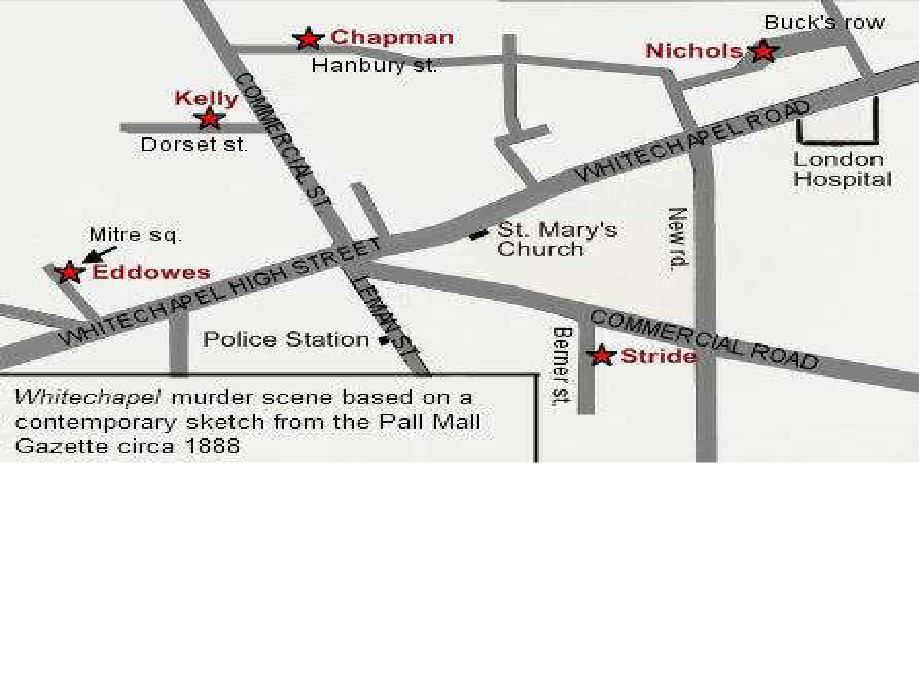 Buck's row
Chapman
Nichols
Hanbury st.
Kelly
COMMERCIAL ST
Dorset st.
WHITECHAPEL ROAD
London
Hospital
Mitre sq.
Eddowes
St. Mary's
Church
New rd.
WHITECHAPEL HIGH STREET
LEMAN ST.
Police Station
COMMERCIAL ROAD
Berner st.
Stride
Whitechapel murder scene based on a
contemporary sketch from the Pall Mall
Gazette circa 1888